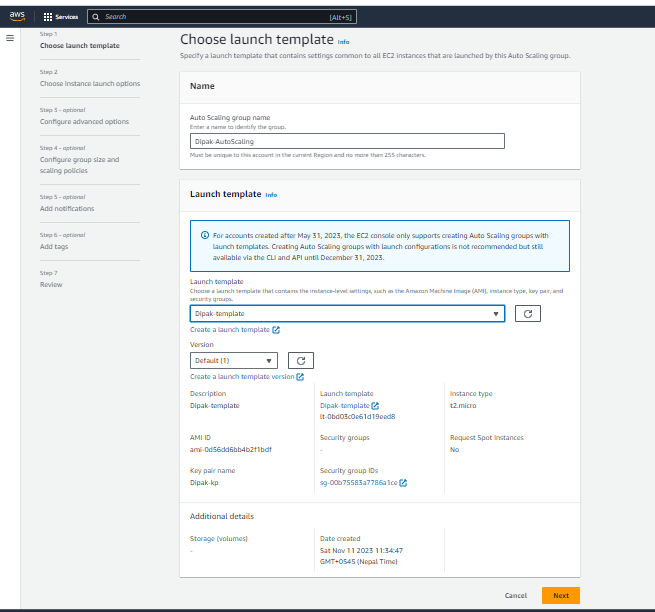 aws
Services
Search
[Alt+S]
Step 1
Choose launch template
Step 2
Choose instance launch options
Step 3 - optional
Configure advanced options
Step 4 - optional
Configure group size and
scaling policies
Step 5 - optional
Add notifications
Step 6 - optional
Add tags
Step 7
Review
Choose launch template Info
Specify a launch template that contains settings common to all EC2 instances that are launched by this Auto Scaling group.
Name
Auto Scaling group name
Enter a name to identify the group.
Dipak-AutoScaling
Must be unique to this account in the current Region and no more than 255 characters.
Launch template Info
For accounts created after May 31, 2023, the EC2 console only supports creating Auto Scaling groups with
launch templates. Creating Auto Scaling groups with launch configurations is not recommended but still
available via the CLI and API until December 31, 2023.
Launch template
Choose a launch template that contains the instance-level settings, such as the Amazon Machine Image (AMI), instance type, key pair, and
security groups.
Dipak-template
Create a launch template
Version
Default (1)
Create a launch template version
Description
Dipak-template
Launch template
Dipak-template
lt-0bd03c0e61d19eed8
Instance type
t2.micro
AMI ID
ami-0d56dd6bb4b2f1bdf
Security groups
-
Request Spot Instances
No
Key pair name
Dipak-kp
Security group IDs
sg-00b75583a7786a1ce
Additional details
Storage (volumes)
-
Date created
Sat Nov 11 2023 11:34:47
GMT+0545 (Nepal Time)
Cancel
Next